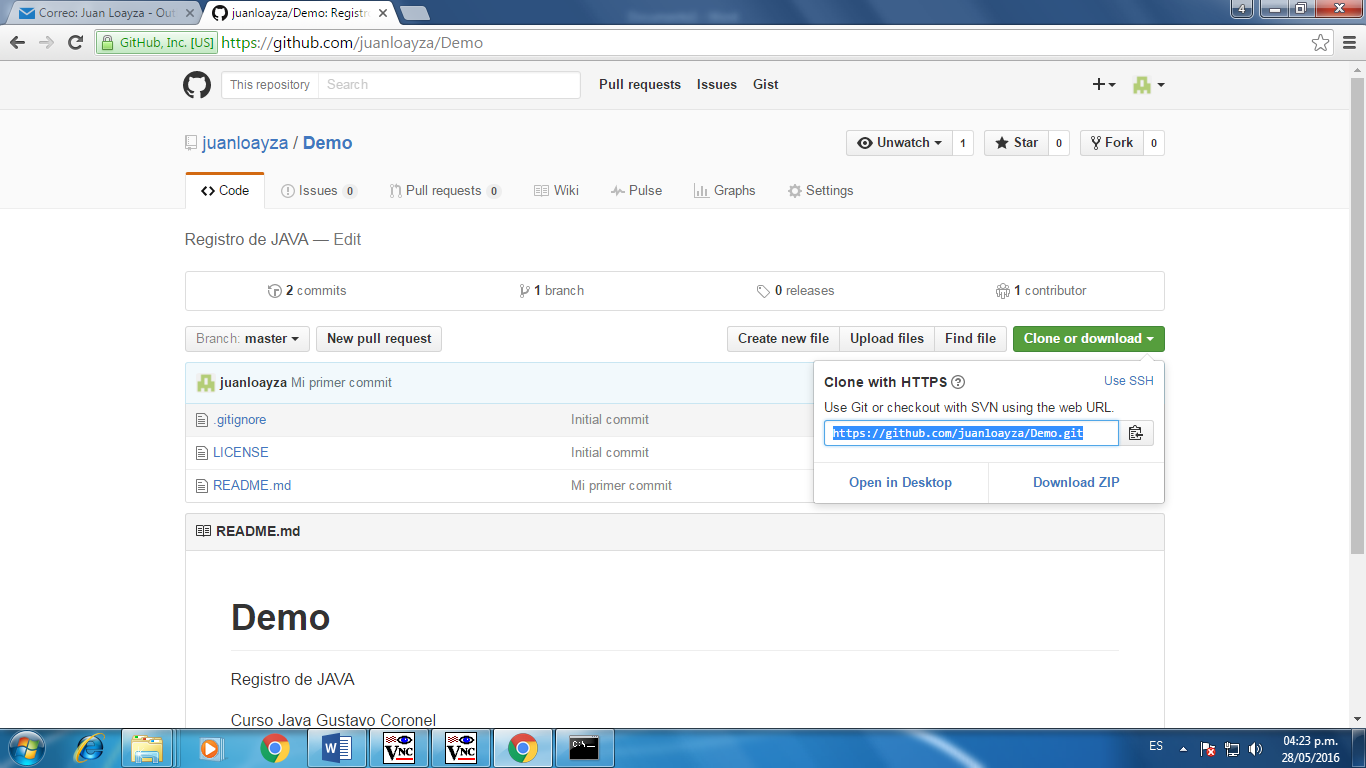 Correo: Juan Loayza - Out
juanloayza/Demo: Registr
4
GitHub, Inc. [US] https://github.com/juanloayza/Demo
This repository Search Pull requests Issues Gist
juanloayza / Demo Unwatch 1 Star 0 Fork 0
Code Issues 0 Pull requests 0 Wiki Pulse Graphs Settings
Registro de JAVA — Edit
2 commits 1 branch 0 releases 1 contributor
Branch: master New pull request Create new file Upload files Find file Clone or download
juanloayza Mi primer commit
.gitignore Initial commit
LICENSE Initial commit
README.md Mi primer commit
Clone with HTTPS Use SSH
Use Git or checkout with SVN using the web URL.
https://github.com/juanloayza/Demo.git
Open in Desktop Download ZIP
README.md
Demo
Registro de JAVA
Curso Java Gustavo Coronel
VNC VNC C:\ ES 04:23 p.m.
28/05/2016